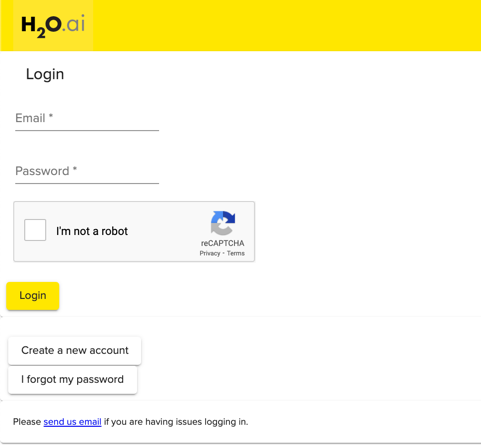 H2O.ai
Login
Email *
Password *
I'm not a robot
reCAPTCHA
Privacy - Terms
Login
Create a new account
I forgot my password
Please send us email if you are having issues logging in.